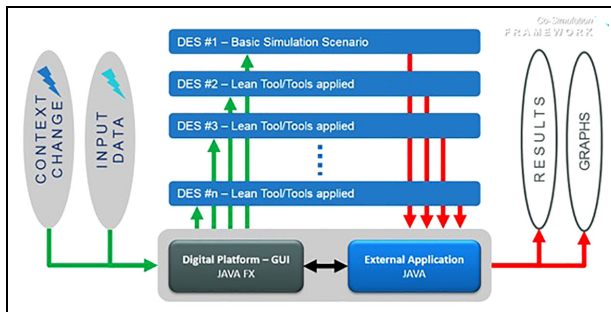 Co-Simulation
FRAMEWORK
DES #1 – Basic Simulation Scenario
DES #2 – Lean Tool/Tools applied
DES #3 – Lean Tool/Tools applied
DES #n – Lean Tool/Tools applied
CONTEXT
CHANGE
INPUT
DATA
RESULTS
GRAPHS
Digital Platform – GUI
JAVA FX
External Application
JAVA